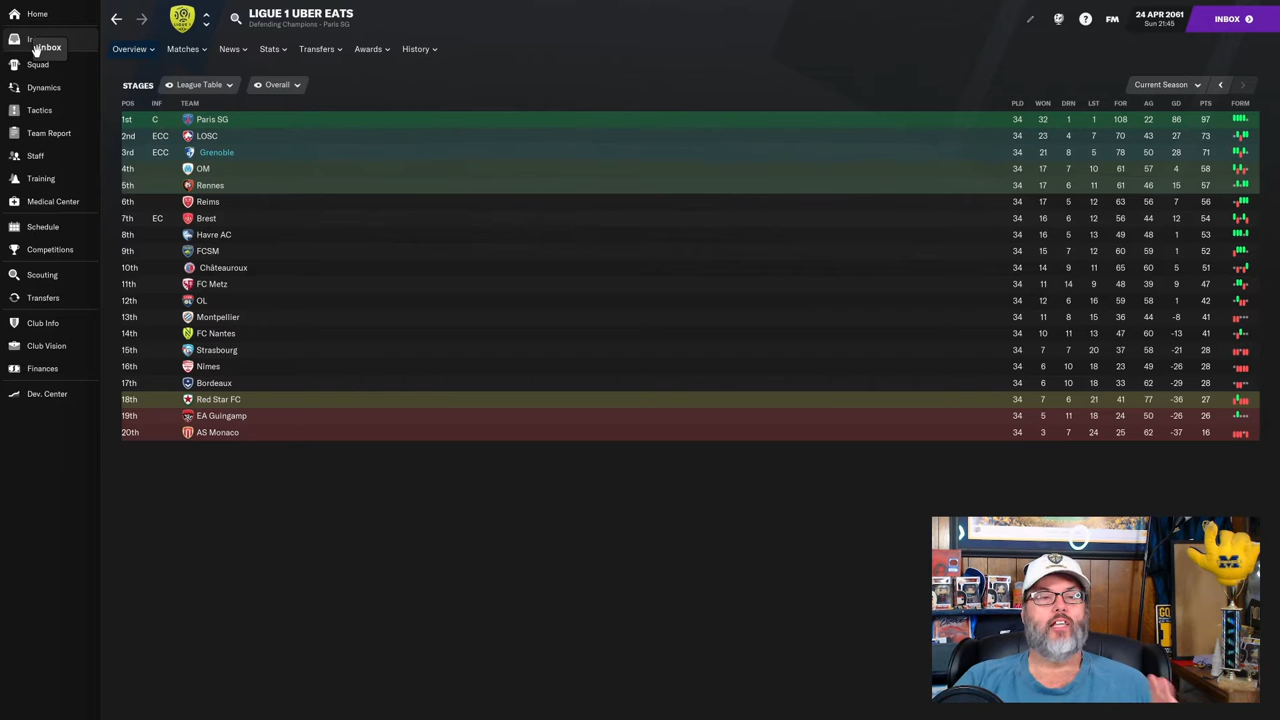 Home
LIGUE 1 UBER EATS
Defending Champions - Paris SG
? FM
24 APR 2061
SUN 21:45
INBOX
In
Inbox
Squad
Dynamics
Tactics
Team Report
Staff
Training
Medical Center
Schedule
Competitions
Scouting
Transfers
Club Info
Club Vision
Finances
Dev. Center
Overview Matches News Stats Transfers Awards History
STAGES League Table Overall Current Season
POS INF TEAM PLD WON DRN LST FOR AG GD PTS FORM
1st C Paris SG 34 32 1 1 108 22 86 97
2nd ECC LOSC 34 23 4 7 70 43 27 73
3rd ECC Grenoble 34 21 8 5 78 50 28 71
4th OM 34 17 7 10 61 57 4 58
5th Rennes 34 17 6 11 61 46 15 57
6th Reims 34 17 5 12 63 56 7 56
7th EC Brest 34 16 6 12 56 44 12 54
8th Havre AC 34 16 5 13 49 48 1 53
9th FCSM 34 15 7 12 60 59 1 52
10th Châteauroux 34 14 9 11 65 60 5 51
11th FC Metz 34 11 14 9 48 39 9 47
12th OL 34 12 6 16 59 58 1 42
13th Montpellier 34 11 8 15 36 44 -8 41
14th FC Nantes 34 10 11 13 47 60 -13 41
15th Strasbourg 34 7 7 20 37 58 -21 28
16th Nîmes 34 6 10 18 23 49 -26 28
17th Bordeaux 34 6 10 18 33 62 -29 28
18th Red Star FC 34 7 6 21 41 77 -36 27
19th EA Guingamp 34 5 11 18 24 50 -26 26
20th AS Monaco 34 3 7 24 25 62 -37 16
M